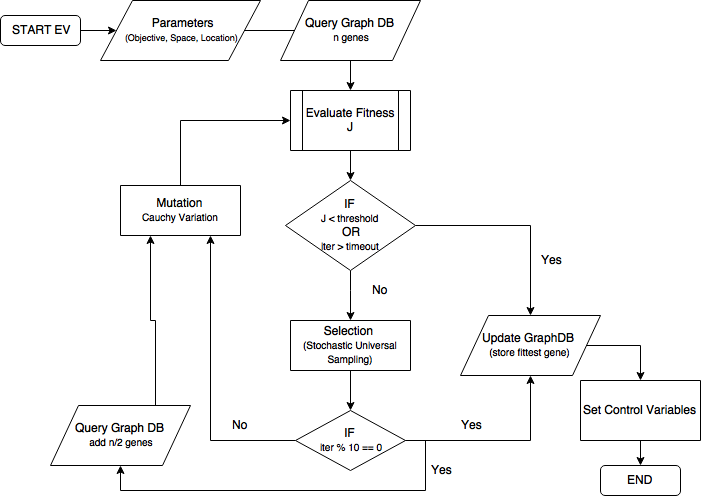 START EV
Parameters
(Objective, Space, Location)
Query Graph DB
n genes
Evaluate Fitness
J
Mutation
Cauchy Variation
IF
J < threshold
OR
iter > timeout
Yes
No
Selection
(Stochastic Universal
Sampling)
Update GraphDB
(store fittest gene)
Set Control Variables
Query Graph DB
add n/2 genes
No
IF
iter % 10 == 0
Yes
Yes
END